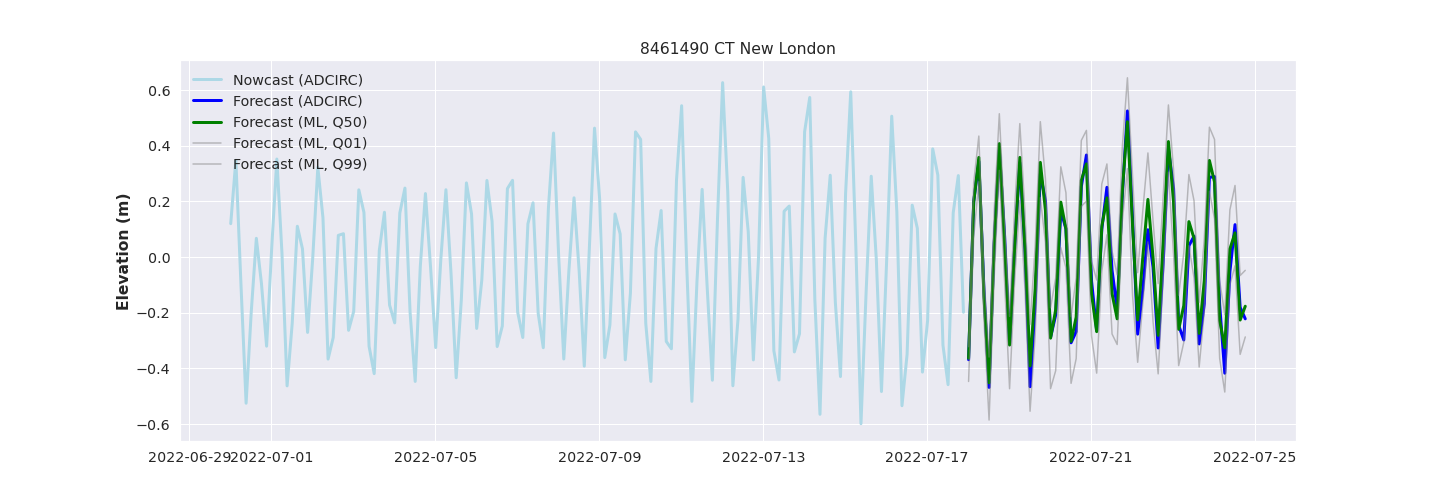 8461490 CT New London
Nowcast (ADCIRC)
Forecast (ADCIRC)
Forecast (ML, Q50)
Forecast (ML, Q01)
Forecast (ML, Q99)
Elevation (m)
0.6
0.4
0.2
0.0
−0.2
−0.4
−0.6
2022-06-29 2022-07-01 2022-07-05 2022-07-09 2022-07-13 2022-07-17 2022-07-21 2022-07-25